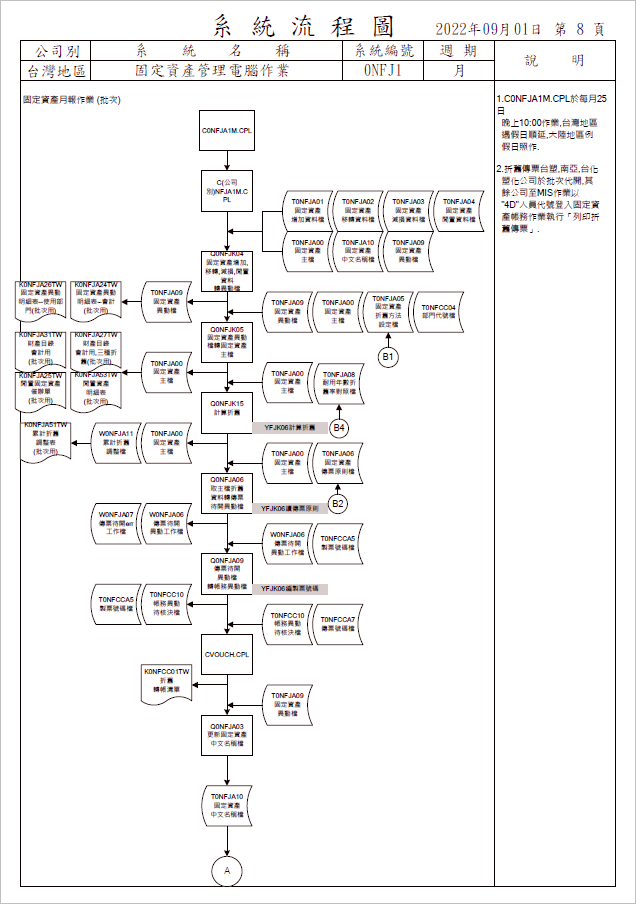 系統流程圖
2022年09月01日 第 8 頁
公司別
系統名稱
系統編號
週期
說明
台灣地區
固定資產管理電腦作業
0NFJ1
月
固定資產月報作業 (批次)
1.C0NFJA1M.CPL於每月25
日
晚上10:00作業,台灣地區
遇假日順延,大陸地區例
假日照作.
2.折舊傳票台塑,南亞,台化
塑化公司於批次代開,其
餘公司至MIS作業以
"4D"人員代號登入固定資
產帳務作業執行「列印折
舊傳票」.
C0NFJA1M.CPL
C(公司
別)NFJA1M.C
PL
T0NFJA01
固定資產
增加資料檔
T0NFJA02
固定資產
移轉資料檔
T0NFJA03
固定資產
減損資料檔
T0NFJA04
固定資產
閒置資料檔
T0NFJA00
固定資產
主檔
T0NFJA10
固定資產
中文名稱檔
T0NFJA09
固定資產
異動檔
Q0NFJK04
固定資產增加,
移轉,減損,閒置
資料
轉異動檔
K0NFJA26TW
固定資產異動
明細表--使用部
門(批次用)
K0NFJA24TW
固定資產異動
明細表--會計
(批次用)
T0NFJA09
固定資產
異動檔
T0NFJA09
固定資產
異動檔
T0NFJA00
固定資產
主檔
T0NFJA05
固定資產
折舊方法
設定檔
T0NFCC04
部門代號檔
B1
Q0NFJK05
固定資產異動
檔轉固定資產
主檔
K0NFJA31TW
財產目錄
會計用
(批次用)
K0NFJA27TW
財產目錄
會計用,三種折
舊(批次用)
K0NFJA25TW
閒置固定資產
催辦單
(批次用)
K0NFJA53TW
閒置資產
明細表
(批次用)
T0NFJA00
固定資產
主檔
T0NFJA00
固定資產
主檔
T0NFJA08
耐用年數折
舊率對照檔
Q0NFJK15
計算折舊
YFJK06計算折舊
B4
K0NFJA51TW
累計折舊
調整表
(批次用)
W0NFJA11
累計折舊
調整檔
T0NFJA00
固定資產
主檔
T0NFJA00
固定資產
主檔
T0NFJA06
固定資產
傳票原則檔
Q0NFJA06
取主檔折舊
資料轉傳票
待開異動檔
YFJK06讀傳票原則
B2
W0NFJA07
傳票待開err
工作檔
W0NFJA06
傳票待開
異動工作檔
W0NFJA06
傳票待開
異動工作檔
T0NFCCA5
製票號碼檔
Q0NFJA09
傳票待開
異動檔
轉帳務異動檔
YFJK06編製票號碼
T0NFCCA5
製票號碼檔
T0NFCC10
帳務異動
待核決檔
T0NFCC10
帳務異動
待核決檔
T0NFCCA7
傳票號碼檔
CVOUCH.CPL
K0NFCC01TW
折舊
轉帳清單
T0NFJA09
固定資產
異動檔
Q0NFJA03
更新固定資產
中文名稱檔
T0NFJA10
固定資產
中文名稱檔
A